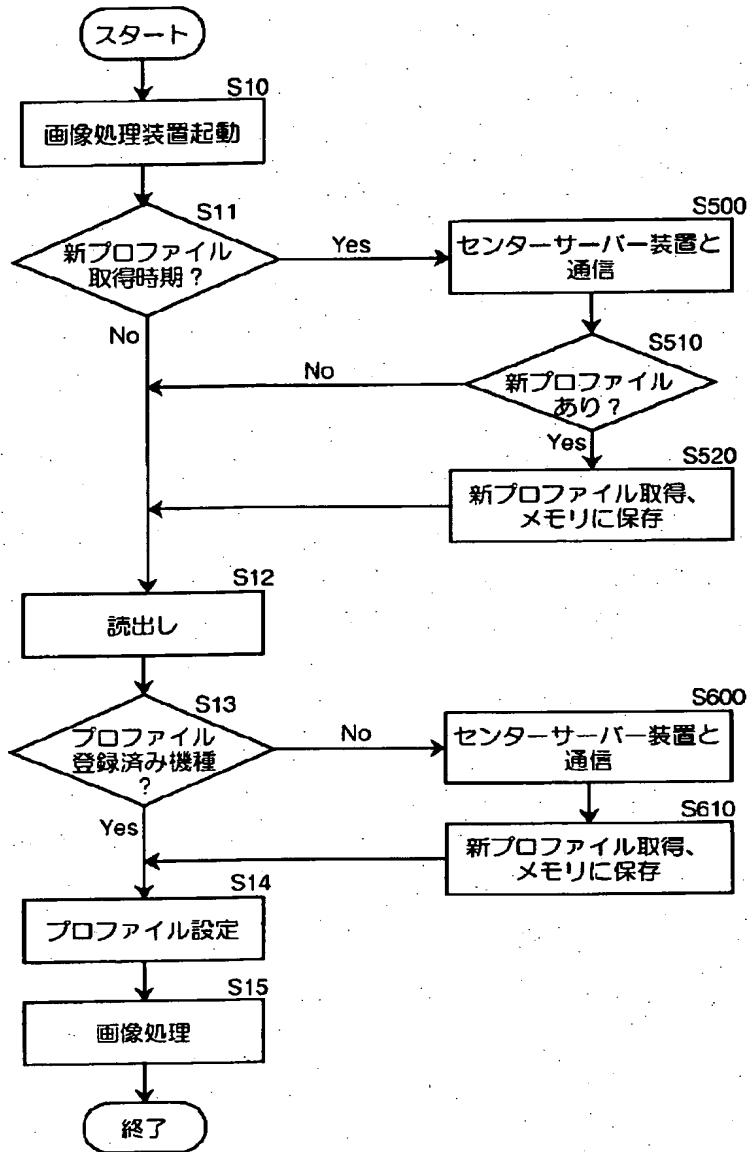 スタート
S10
画像処理装置起動
S11
新プロファイル
取得時期？
Yes
No
S500
センターサーバー装置と
通信
S510
新プロファイル
あり？
No
Yes
S520
新プロファイル取得、
メモリに保存
S12
読出し
S13
プロファイル
登録済み機種
？
No
Yes
S600
センターサーバー装置と
通信
S610
新プロファイル取得、
メモリに保存
S14
プロファイル設定
S15
画像処理
終了